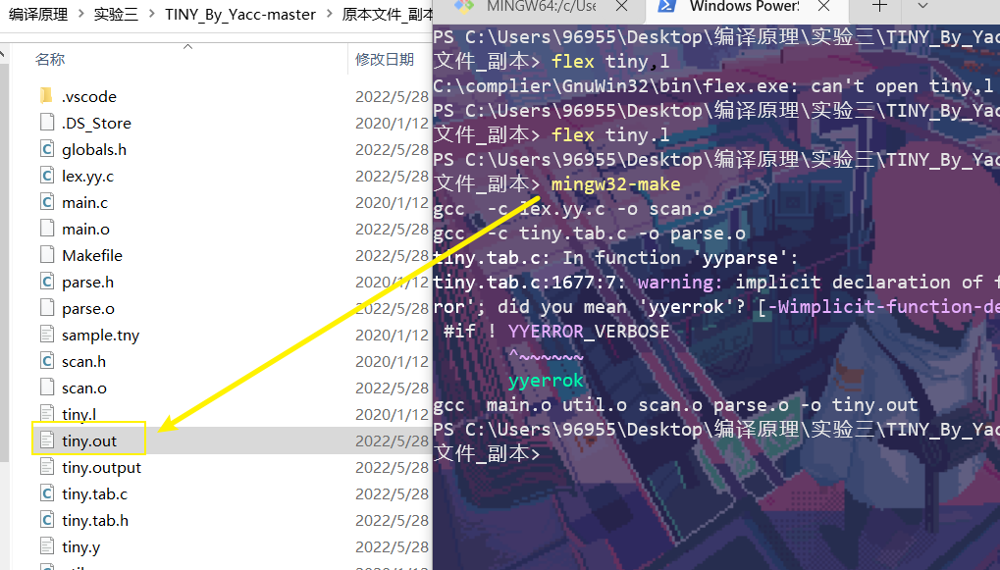 编译原理 > 实验三 > TINY_By_Yacc-master > 原本文件_副本
名称 修改日期
.vscode 2022/5/28
.DS_Store 2020/1/12
globals.h 2022/5/28
lex.yy.c 2022/5/28
main.c 2020/1/12
main.o 2022/5/28
Makefile 2022/5/28
parse.h 2020/1/12
parse.o 2022/5/28
sample.tny 2020/1/12
scan.h 2020/1/12
scan.o 2022/5/28
tiny.l 2020/1/12
tiny.out 2022/5/28
tiny.output 2022/5/28
tiny.tab.c 2022/5/28
tiny.tab.h 2022/5/28
tiny.y 2022/5/28
MINGW64:/c/Use
Windows Power
PS C:\Users\96955\Desktop\编译原理\实验三\TINY_By_Yac
文件_副本> flex tiny,l
C:\complier\GnuWin32\bin\flex.exe: can't open tiny,l
PS C:\Users\96955\Desktop\编译原理\实验三\TINY_By_Yac
文件_副本> flex tiny.l
PS C:\Users\96955\Desktop\编译原理\实验三\TINY_By_Yac
文件_副本> mingw32-make
gcc  -c lex.yy.c -o scan.o
gcc  -c tiny.tab.c -o parse.o
tiny.tab.c: In function 'yyparse':
tiny.tab.c:1677:7: warning: implicit declaration of f
ror'; did you mean 'yyerrok'? [-Wimplicit-function-de
#if ! YYERROR_VERBOSE
^~~~~~~
yyerrok
gcc  main.o util.o scan.o parse.o -o tiny.out
PS C:\Users\96955\Desktop\编译原理\实验三\TINY_By_Yac
文件_副本>